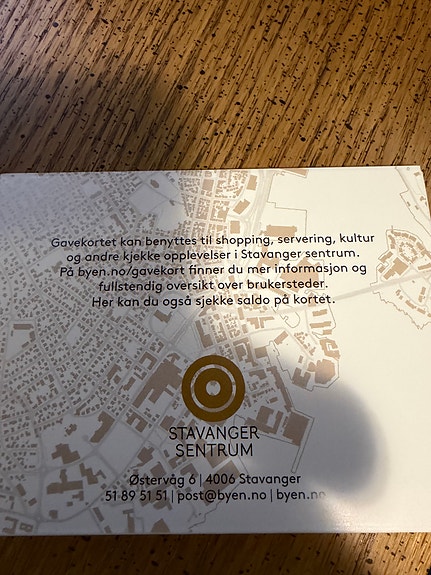 Gavekortet kan benyttes til shopping, servering, kultur
og andre kjekke opplevelser i Stavanger sentrum.
På byen.no/gavekort finner du mer informasjon og
fullstendig oversikt over brukersteder.
Her kan du også sjekke saldo på kortet.
STAVANGER
SENTRUM
Østervåg 6 | 4006 Stavanger
51 89 51 51 | post@byen.no | byen.no